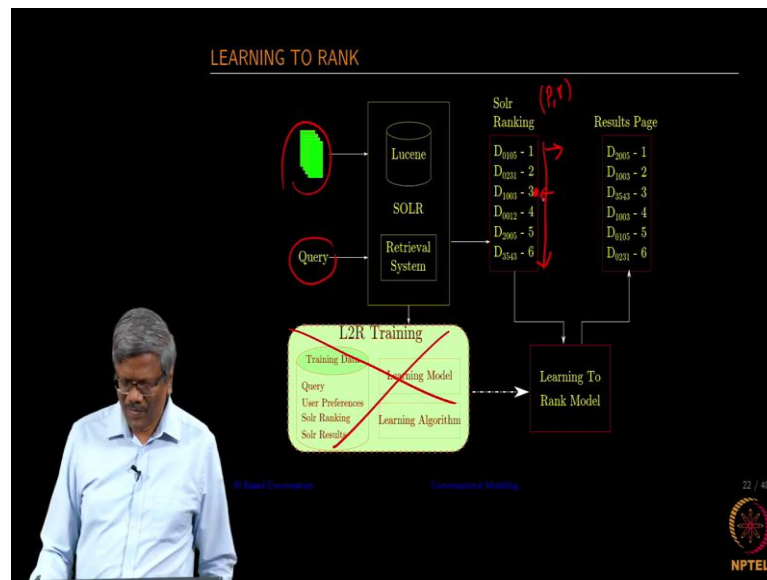 LEARNING TO RANK
Solr
Ranking
(P, r)
Results Page
Lucene
SOLR
Query
Retrieval
System
D0105 - 1
D0231 - 2
D1003 - 3
D0012 - 4
D2005 - 5
D3543 - 6
D2005 - 1
D1003 - 2
D3543 - 3
D1003 - 4
D0105 - 5
D0231 - 6
L2R Training
Training Data
Query
User Preferences
Solr Ranking
Solr Results
Learning Model
Learning Algorithm
Learning To
Rank Model
Conversational Modeling
22 / 40
NPTEL